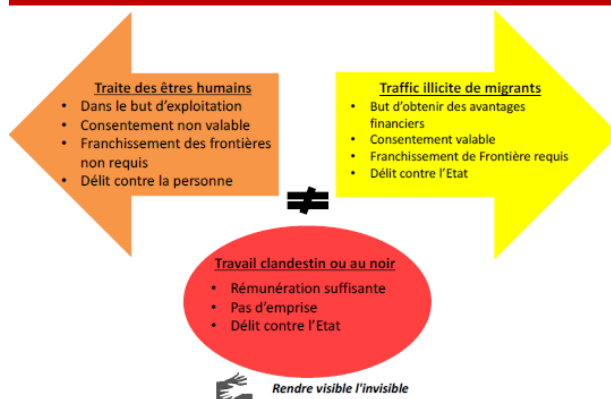 Traite des êtres humains
• Dans le but d'exploitation
• Consentement non valable
• Franchissement des frontières
non requis
• Délit contre la personne
Traffic illicite de migrants
• But d'obtenir des avantages
financiers
• Consentement valable
• Franchissement de Frontière requis
• Délit contre l'Etat
≠
Travail clandestin ou au noir
• Rémunération suffisante
• Pas d'emprise
• Délit contre l'Etat
Rendre visible l'invisible